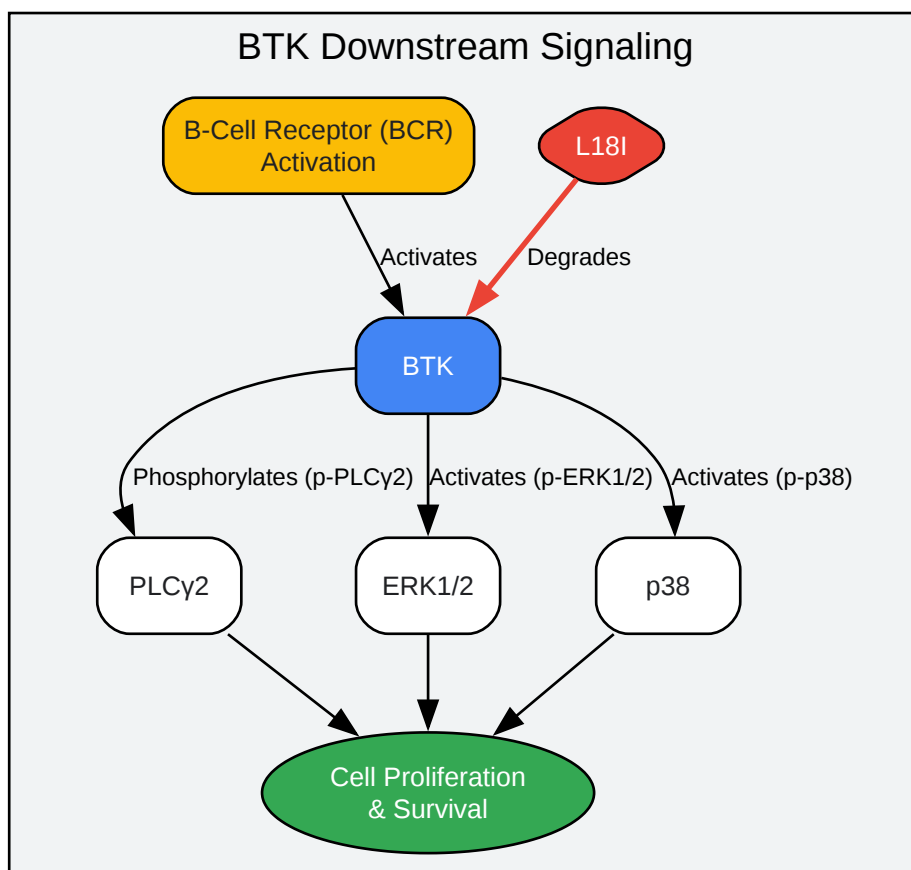 BTK Downstream Signaling
B-Cell Receptor (BCR)
Activation
L18I
Activates
Degrades
BTK
Phosphorylates (p-PLCγ2)
Activates (p-ERK1/2)
Activates (p-p38)
PLCγ2
ERK1/2
p38
Cell Proliferation
& Survival